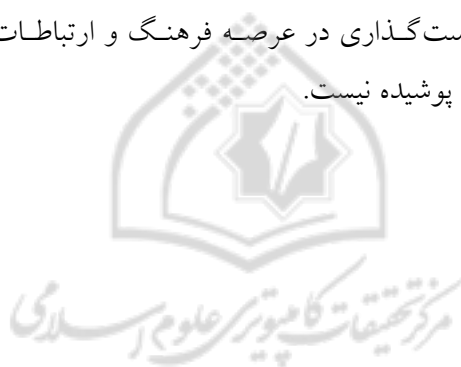 ست‌گذاری در عرصه فرهنگ و ارتباطات
پوشیده نیست.
مرکز تحقیقات کامپیوتری علوم اسلامی